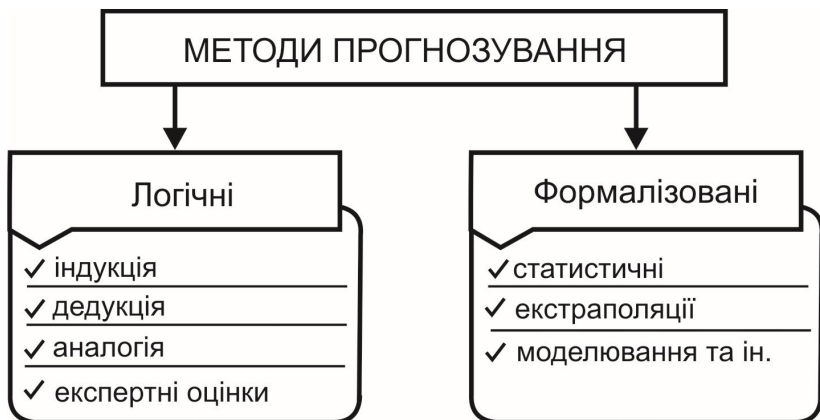 МЕТОДИ ПРОГНОЗУВАННЯ
Логічні
індукція
дедукція
аналогія
експертні оцінки
Формалізовані
статистичні
екстраполяції
моделювання та ін.